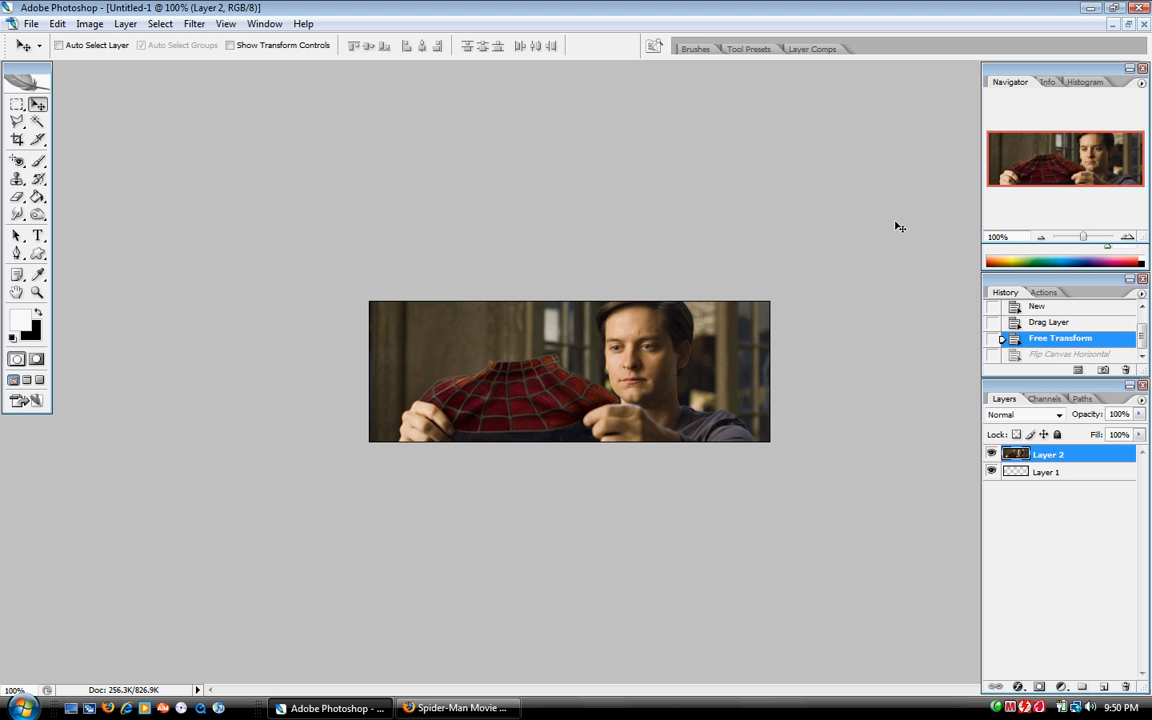 Adobe Photoshop - [Untitled-1 @ 100% (Layer 2, RGB/8)]
File Edit Image Layer Select Filter View Window Help
Auto Select Layer Auto Select Groups Show Transform Controls Brushes Tool Presets Layer Comps
Navigator Info Histogram
100%
History Actions
New
Drag Layer
Free Transform
Flip Canvas Horizontal
Layers Channels Paths
Normal Opacity: 100%
Lock: Fill: 100%
Layer 2
Layer 1
100% Doc: 256.3K/826.9K
Adobe Photoshop - ... Spider-Man Movie ... 9:50 PM